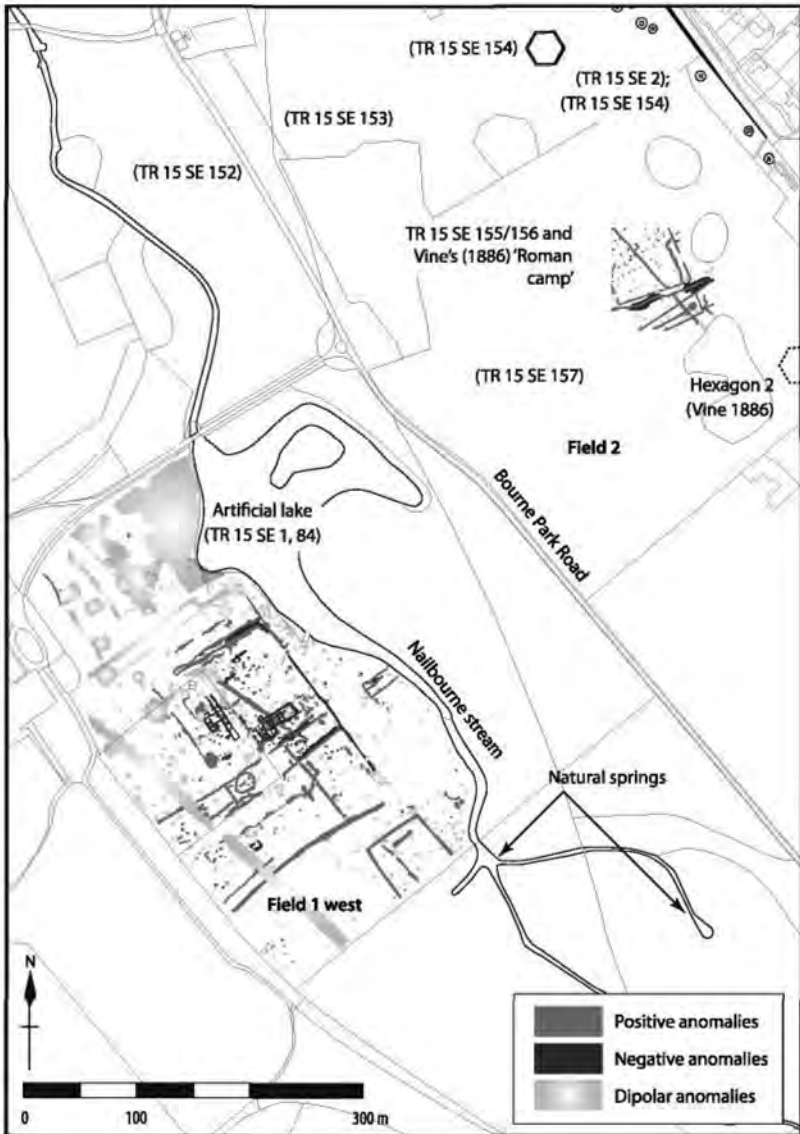 (TR 15 SE 154)
(TR 15 SE 2);
(TR 15 SE 154)
(TR 15 SE 153)
(TR 15 SE 152)
TR 15 SE 155/156 and
Vine's (1886) 'Roman
camp'
(TR 15 SE 157)
Hexagon 2
(Vine 1886)
Field 2
Bourne Park Road
Artificial lake
(TR 15 SE 1, 84)
Nailbourne stream
Natural springs
Field 1 west
N
Positive anomalies
Negative anomalies
Dipolar anomalies
0 100 300 m